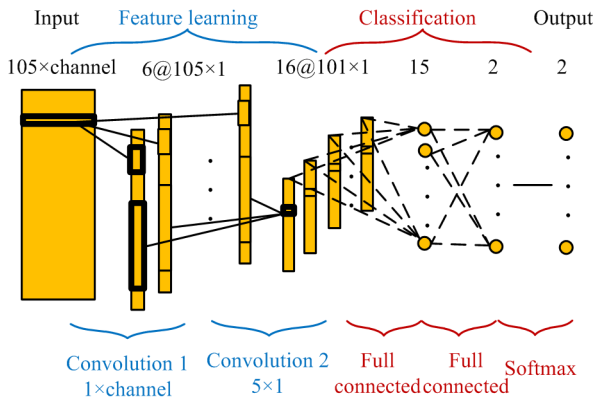 Input Feature learning Classification Output
105×channel 6@105×1 16@101×1 15 2 2
Convolution 1
1×channel
Convolution 2
5×1
Full
connected
Full
connected
Softmax